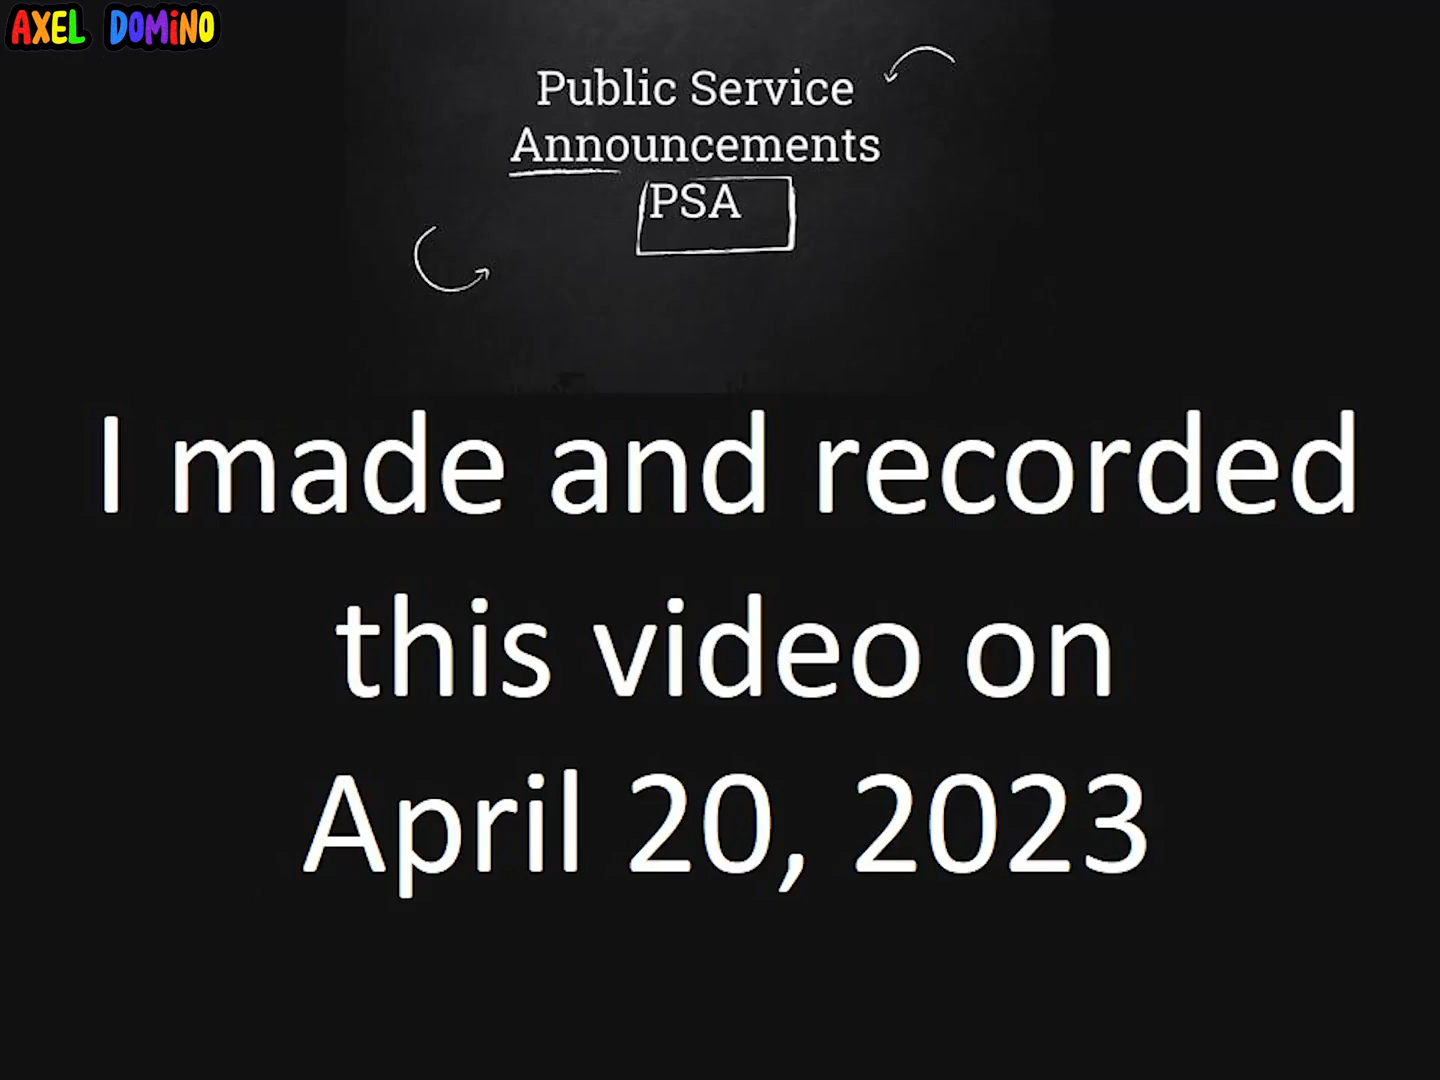 AXEL DOMiNO
Public Service
Announcements
PSA
I made and recorded
this video on
April 20, 2023